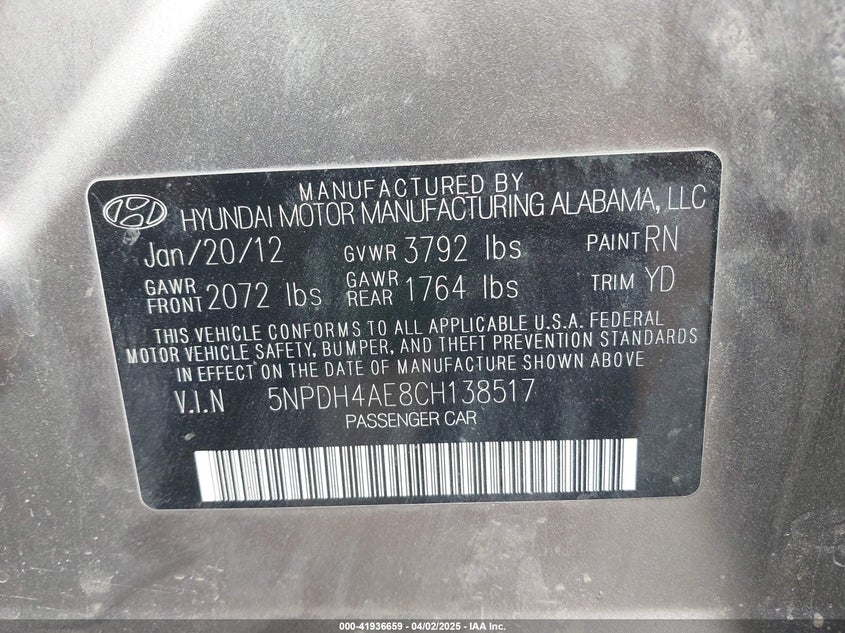 MANUFACTURED BY
HYUNDAI MOTOR MANUFACTURING ALABAMA, LLC
Jan/20/12 GVWR 3792 lbs PAINT RN
GAWR FRONT 2072 lbs GAWR REAR 1764 lbs TRIM YD
THIS VEHICLE CONFORMS TO ALL APPLICABLE U.S.A. FEDERAL
MOTOR VEHICLE SAFETY, BUMPER, AND THEFT PREVENTION STANDARDS
IN EFFECT ON THE DATE OF MANUFACTURE SHOWN ABOVE
V.I.N 5NPDH4AE8CH138517
PASSENGER CAR
000-41936659 - 04/02/2025 - IAA Inc.